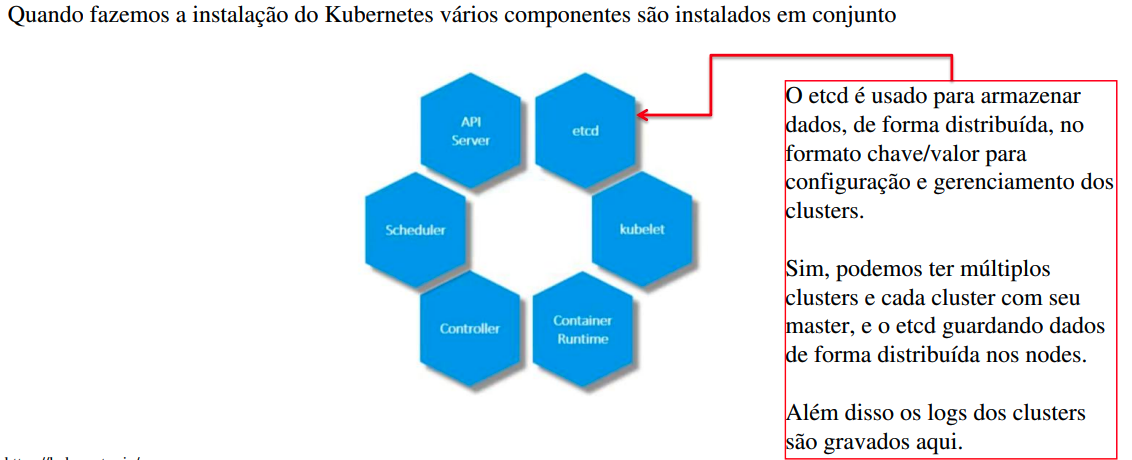 Quando fazemos a instalação do Kubernetes vários componentes são instalados em conjunto
API
Server
etcd
Scheduler
kubelet
Controller
Container
Runtime
O etcd é usado para armazenar
dados, de forma distribuída, no
formato chave/valor para
configuração e gerenciamento dos
clusters.
Sim, podemos ter múltiplos
clusters e cada cluster com seu
master, e o etcd guardando dados
de forma distribuída nos nodes.
Além disso os logs dos clusters
são gravados aqui.